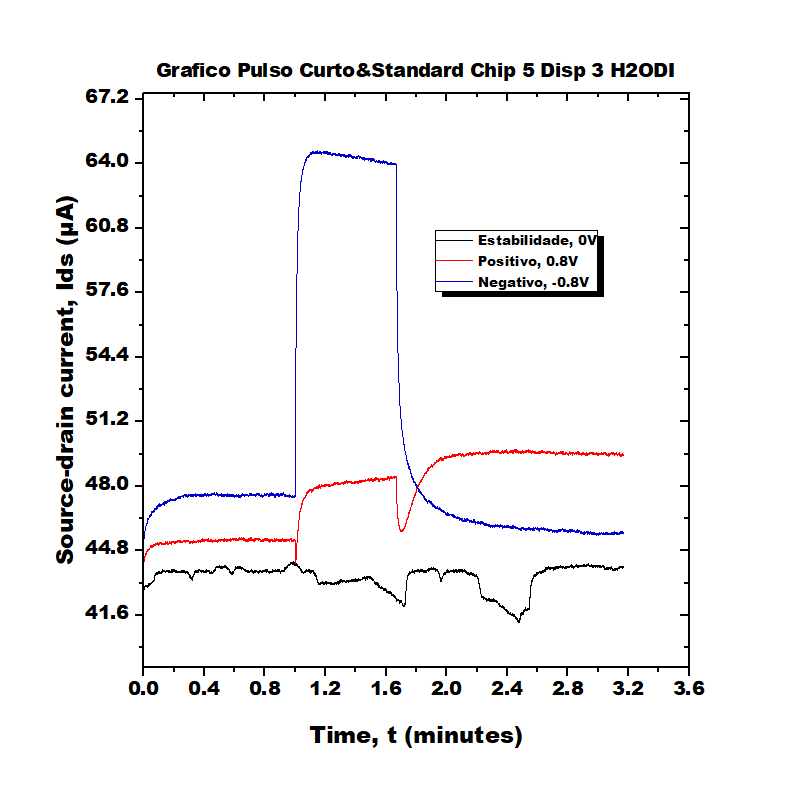 Grafico Pulso Curto&Standard Chip 5 Disp 3 H2ODI
67.2
64.0
60.8
57.6
54.4
51.2
48.0
44.8
41.6
Source-drain current, Ids (µA)
Estabilidade, 0V
Positivo, 0.8V
Negativo, -0.8V
0.0 0.4 0.8 1.2 1.6 2.0 2.4 2.8 3.2 3.6
Time, t (minutes)